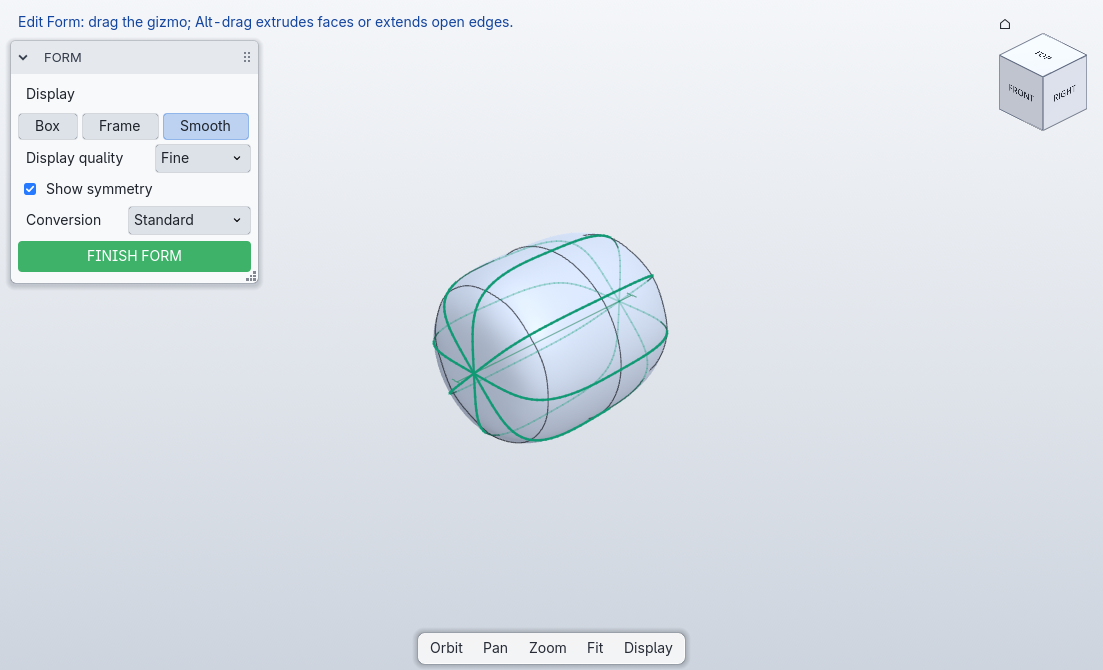 Edit Form: drag the gizmo; Alt-drag extrudes faces or extends open edges.
FORM
Display
Box Frame Smooth
Display quality Fine
Show symmetry
Conversion Standard
FINISH FORM
TOP
FRONT RIGHT
Orbit Pan Zoom Fit Display